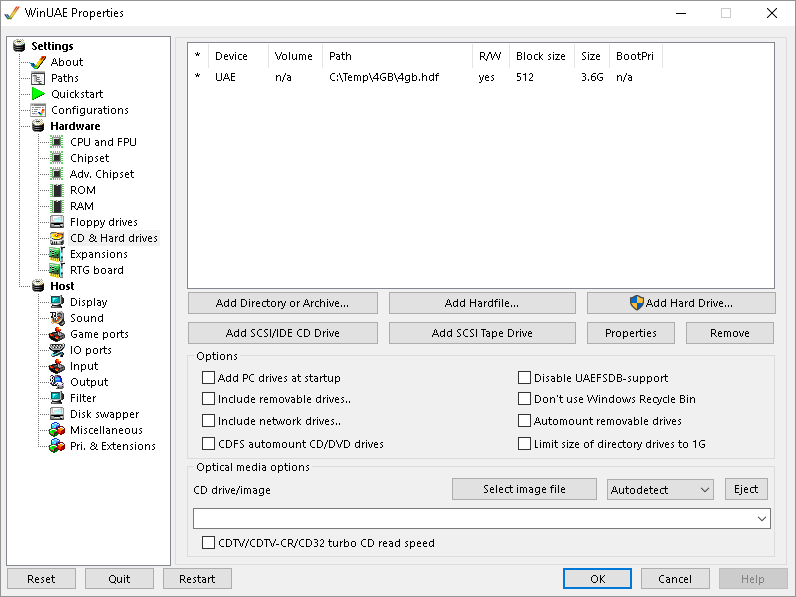 WinUAE Properties
Settings
About
Paths
Quickstart
Configurations
Hardware
CPU and FPU
Chipset
Adv. Chipset
ROM
RAM
Floppy drives
CD & Hard drives
Expansions
RTG board
Host
Display
Sound
Game ports
IO ports
Input
Output
Filter
Disk swapper
Miscellaneous
Pri. & Extensions
* Device Volume Path R/W Block size Size BootPri
* UAE n/a C:\Temp\4GB\4gb.hdf yes 512 3.6G n/a
Add Directory or Archive... Add Hardfile... Add Hard Drive...
Add SCSI/IDE CD Drive Add SCSI Tape Drive Properties Remove
Options
Add PC drives at startup Disable UAEFSDB-support
Include removable drives.. Don't use Windows Recycle Bin
Include network drives.. Automount removable drives
CDFS automount CD/DVD drives Limit size of directory drives to 1G
Optical media options
CD drive/image Select image file Autodetect Eject
CDTV/CDTV-CR/CD32 turbo CD read speed
Reset Quit Restart OK Cancel Help